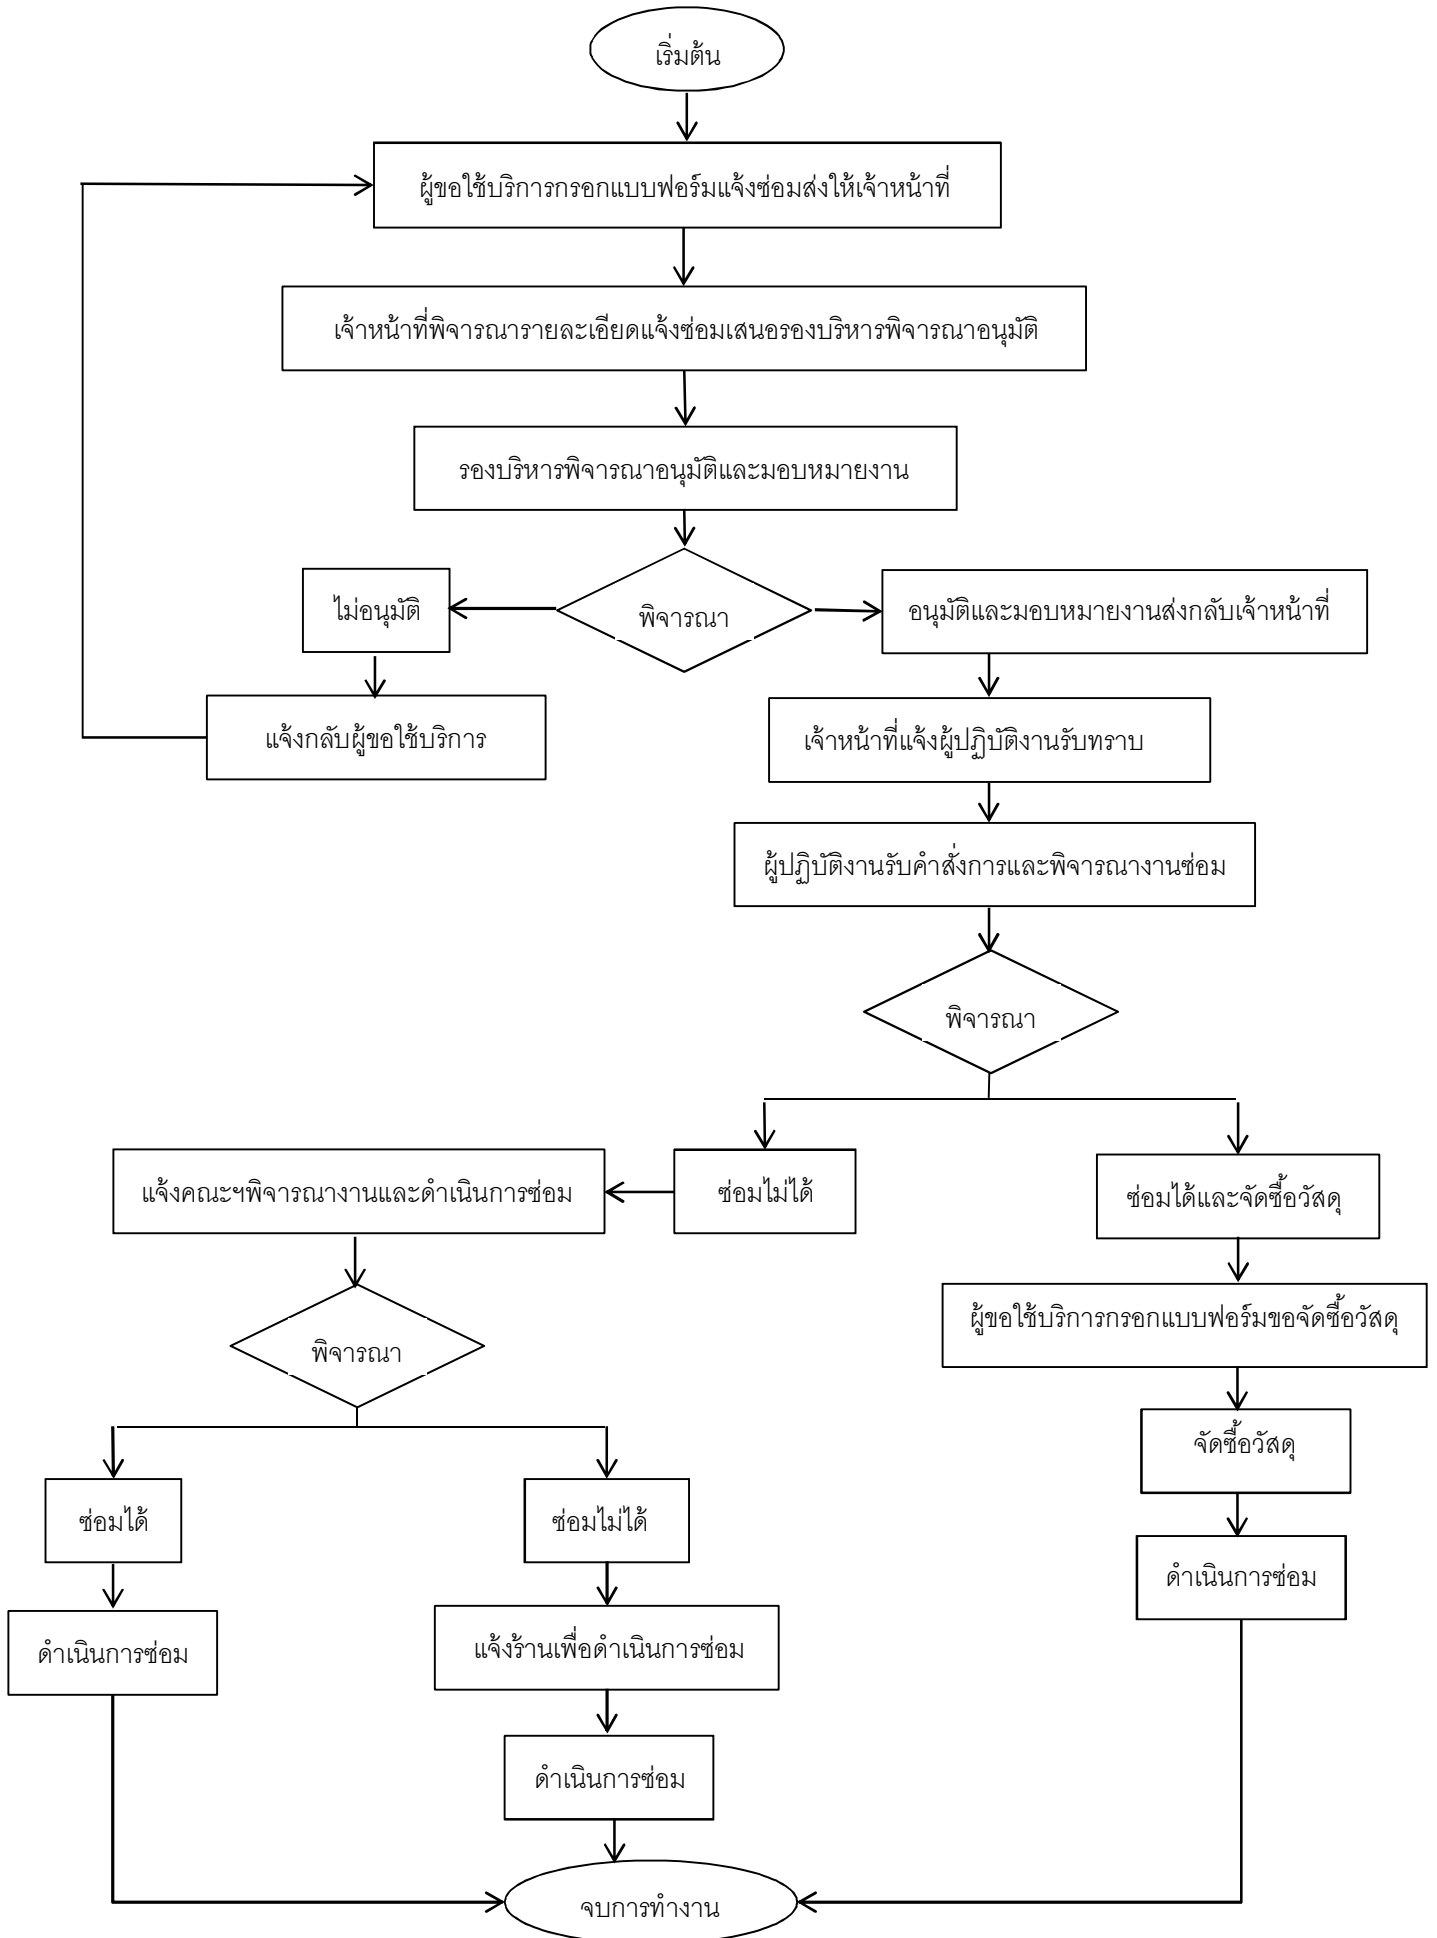 เริ่มต้น
ผู้ขอใช้บริการกรอกแบบฟอร์มแจ้งซ่อมส่งให้เจ้าหน้าที่
เจ้าหน้าที่พิจารณารายละเอียดแจ้งซ่อมเสนอรองบริหารพิจารณาอนุมัติ
รองบริหารพิจารณาอนุมัติและมอบหมายงาน
ไม่อนุมัติ
พิจารณา
อนุมัติและมอบหมายงานส่งกลับเจ้าหน้าที่
แจ้งกลับผู้ขอใช้บริการ
เจ้าหน้าที่แจ้งผู้ปฏิบัติงานรับทราบ
ผู้ปฏิบัติงานรับคำสั่งการและพิจารณางานซ่อม
พิจารณา
แจ้งคณะฯพิจารณางานและดำเนินการซ่อม
ซ่อมไม่ได้
ซ่อมได้และจัดซื้อวัสดุ
ผู้ขอใช้บริการกรอกแบบฟอร์มขอจัดซื้อวัสดุ
พิจารณา
จัดซื้อวัสดุ
ซ่อมได้
ซ่อมไม่ได้
ดำเนินการซ่อม
ดำเนินการซ่อม
แจ้งร้านเพื่อดำเนินการซ่อม
ดำเนินการซ่อม
จบการทำงาน